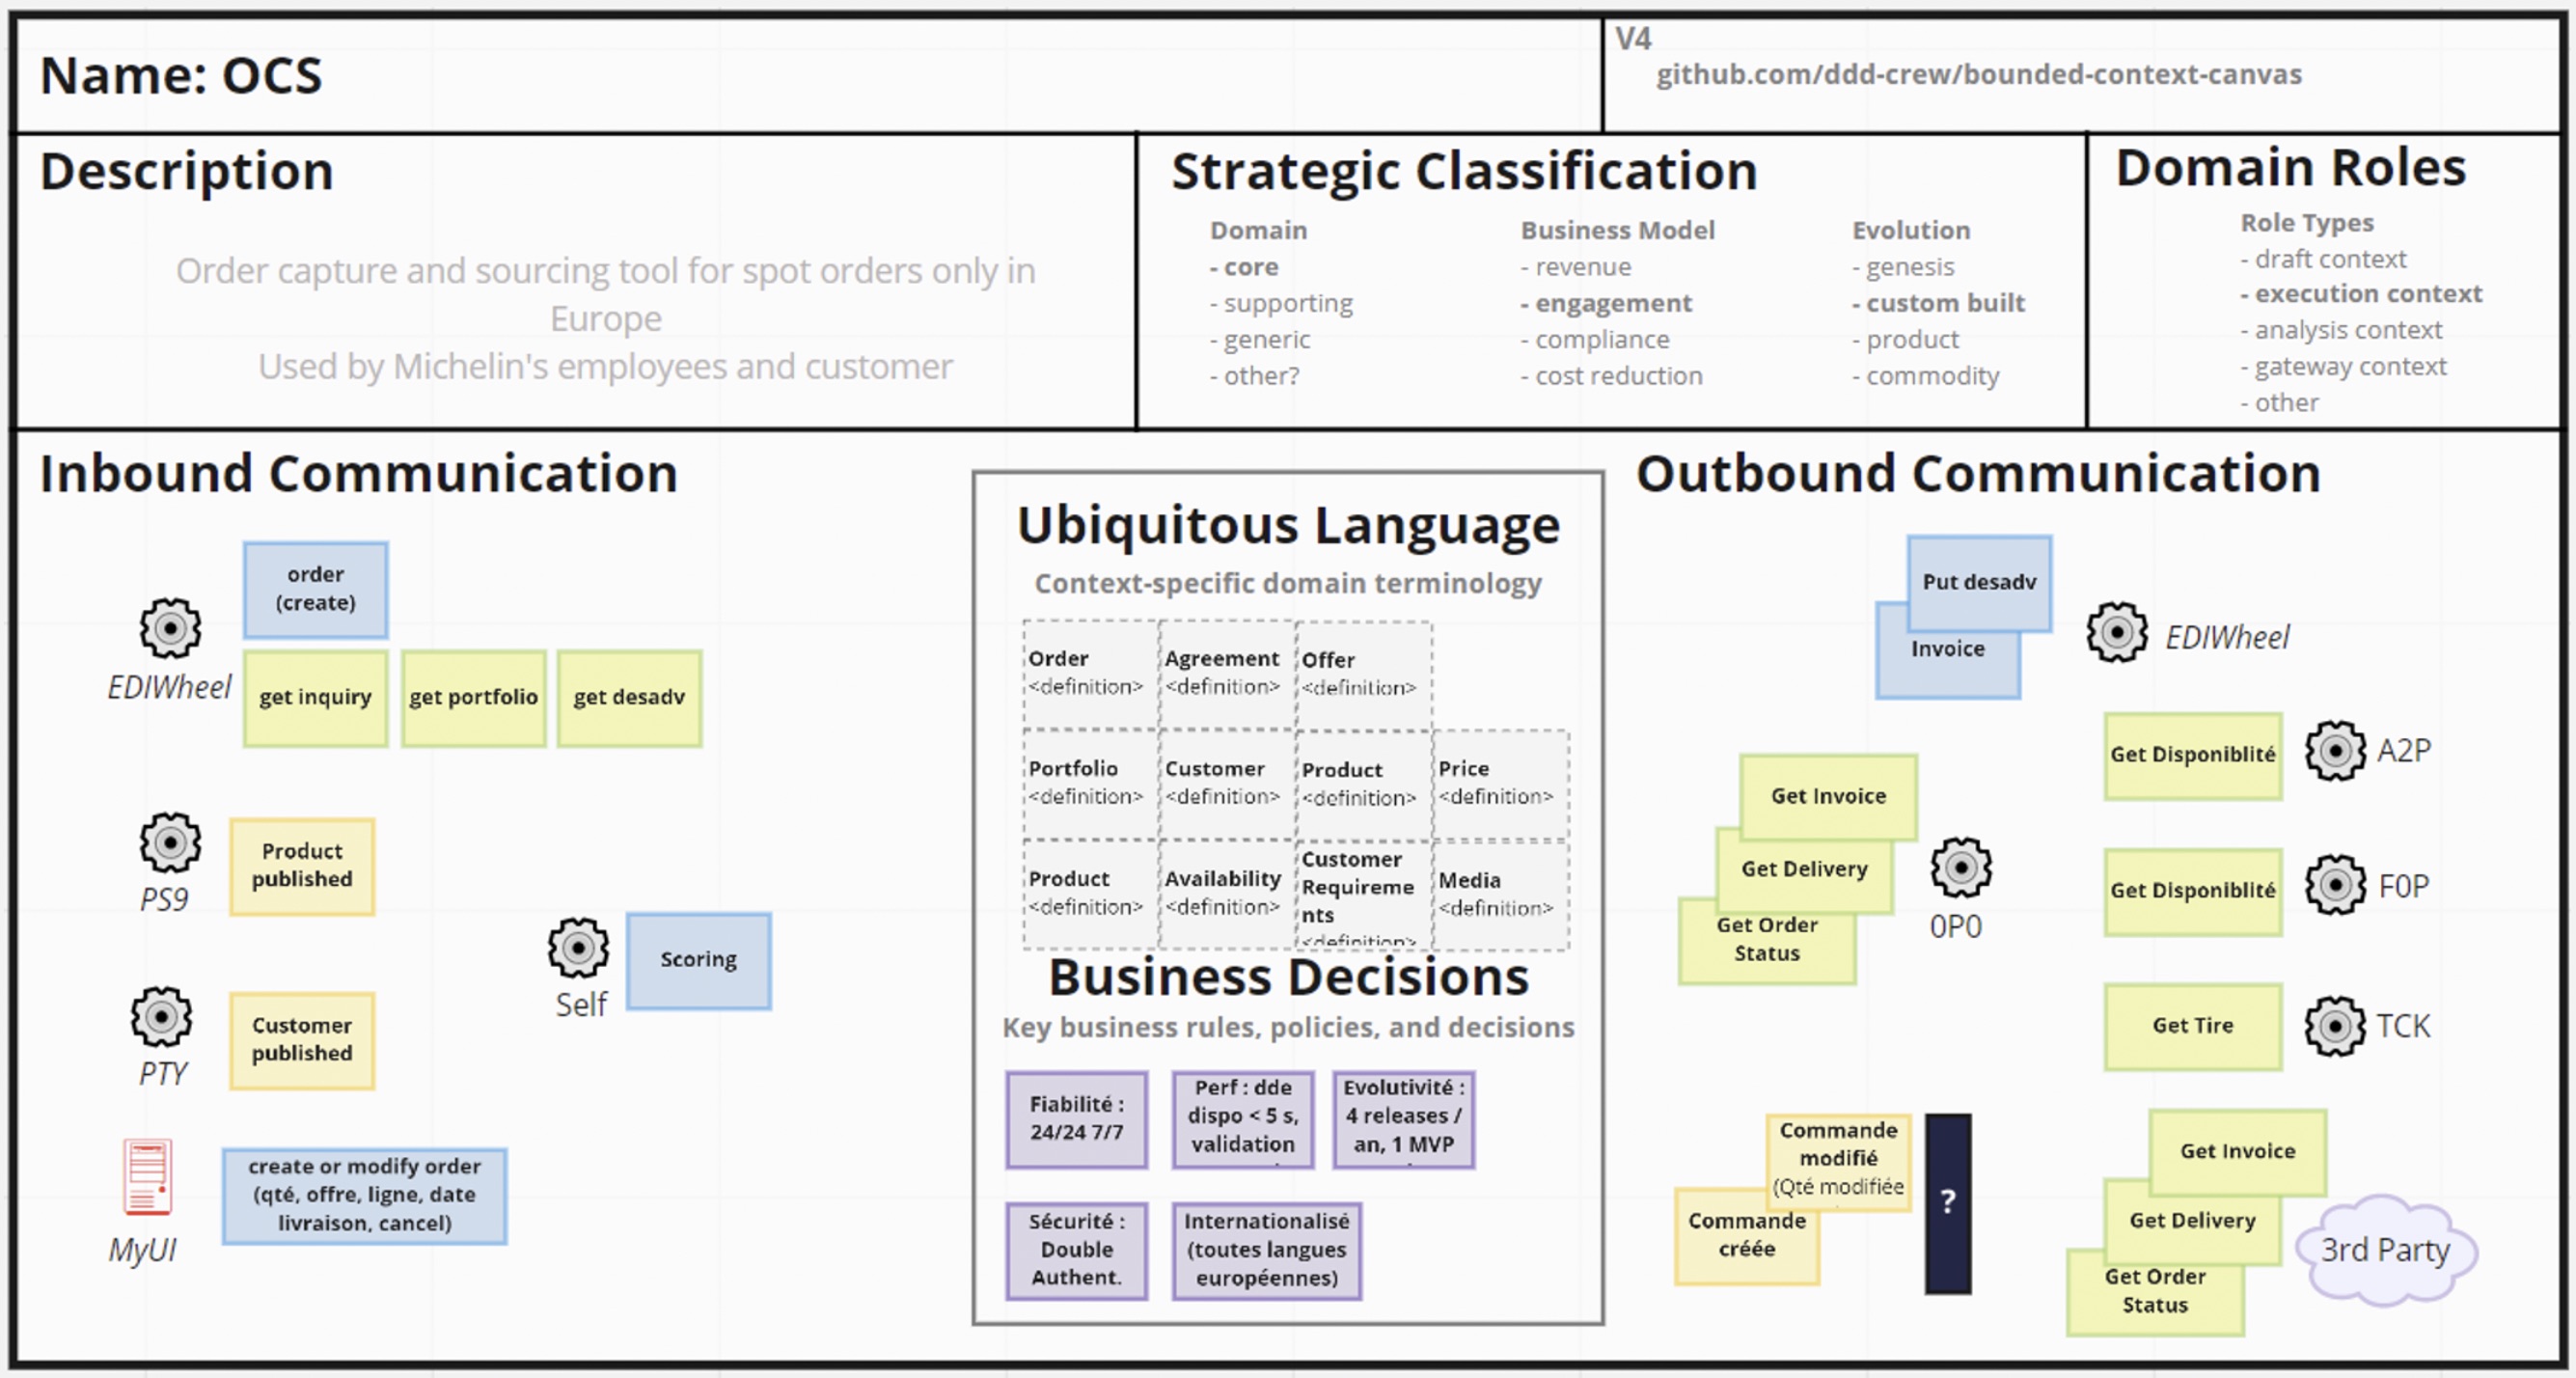 Name: OCS
V4
github.com/ddd-crew/bounded-context-canvas
Description
Order capture and sourcing tool for spot orders only in
Europe
Used by Michelin's employees and customer
Strategic Classification
Domain
- core
- supporting
- generic
- other?
Business Model
- revenue
- engagement
- compliance
- cost reduction
Evolution
- genesis
- custom built
- product
- commodity
Domain Roles
Role Types
- draft context
- execution context
- analysis context
- gateway context
- other
Inbound Communication
order
(create)
EDIWheel
get inquiry
get portfolio
get desadv
PS9
Product
published
Self
Scoring
PTY
Customer
published
MyUI
create or modify order
(qté, offre, ligne, date
livraison, cancel)
Ubiquitous Language
Context-specific domain terminology
Order
<definition>
Agreement
<definition>
Offer
<definition>
Portfolio
<definition>
Customer
<definition>
Product
<definition>
Price
<definition>
Product
<definition>
Availability
<definition>
Customer
Requireme
nts
<definition>
Media
<definition>
Business Decisions
Key business rules, policies, and decisions
Fiabilité :
24/24 7/7
Perf : dde
dispo < 5 s,
validation
Evolutivité :
4 releases /
an, 1 MVP
Sécurité :
Double
Authent.
Internationalisé
(toutes langues
européennes)
Outbound Communication
Put desadv
Invoice
EDIWheel
Get Disponiblité
A2P
Get Invoice
Get Delivery
Get Order
Status
0P0
Get Disponiblité
F0P
Get Tire
TCK
Commande
modifié
(Qté modifiée
Commande
créée
?
Get Invoice
Get Delivery
Get Order
Status
3rd Party